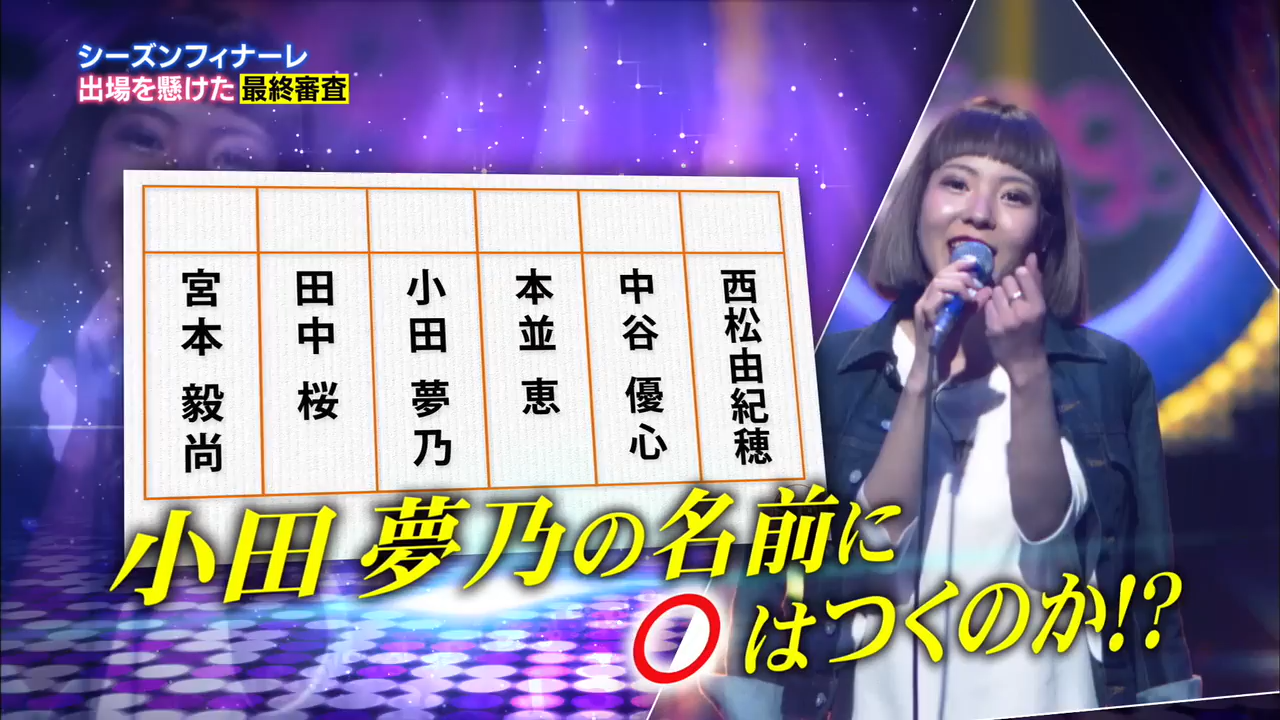 シーズンフィナーレ
出場を懸けた 最終審査
西松由紀穂
中谷 優心
本並 恵
小田 夢乃
田中 桜
宮本 毅尚
小田 夢乃の名前に
○はつくのか!?